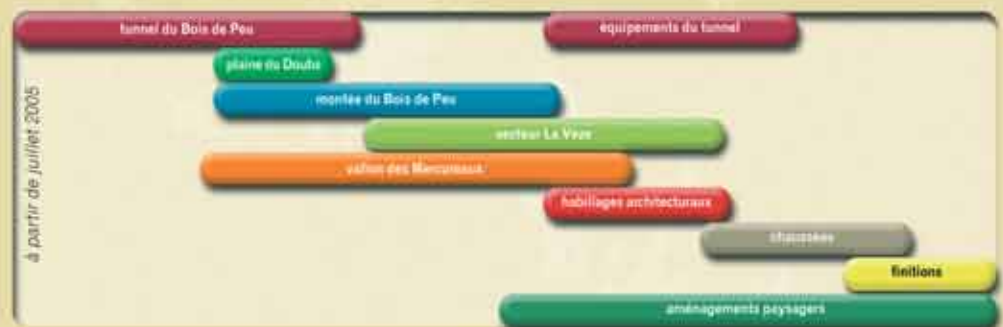 tunnel du Bois de Peu
équipements du tunnel
plaine du Doubs
montée du Bois de Peu
secteur La Vèze
vallon des Mercureaux
habillages architecturaux
chaussées
finitions
aménagements paysagers
à partir de juillet 2005